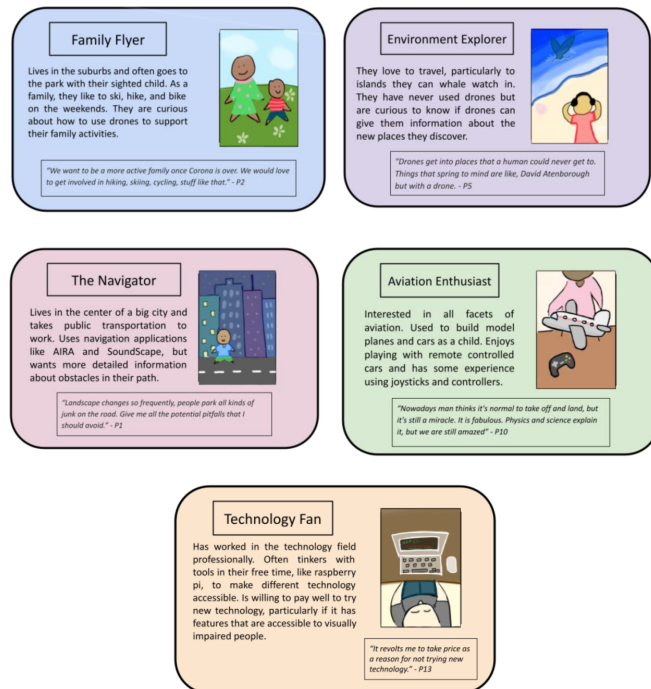 Family Flyer
Lives in the suburbs and often goes to
the park with their sighted child. As a
family, they like to ski, hike, and bike
on the weekends. They are curious
about how to use drones to support
their family activities.
"We want to be a more active family once Corona is over. We would love
to get involved in hiking, skiing, cycling, stuff like that." - P2
Environment Explorer
They love to travel, particularly to
islands they can whale watch in.
They have never used drones but
are curious to know if drones can
give them information about the
new places they discover.
"Drones get into places that a human could never get to.
Things that spring to mind are like, David Atenborough
but with a drone. - P5
The Navigator
Lives in the center of a big city and
takes public transportation to
work. Uses navigation applications
like AIRA and SoundScape, but
wants more detailed information
about obstacles in their path.
"Landscape changes so frequently, people park all kinds of
junk on the road. Give me all the potential pitfalls that I
should avoid." - P1
Aviation Enthusiast
Interested in all facets of
aviation. Used to build model
planes and cars as a child. Enjoys
playing with remote controlled
cars and has some experience
using joysticks and controllers.
"Nowadays man thinks it's normal to take off and land, but
it's still a miracle. It is fabulous. Physics and science explain
it, but we are still amazed" - P10
Technology Fan
Has worked in the technology field
professionally. Often tinkers with
tools in their free time, like raspberry
pi, to make different technology
accessible. Is willing to pay well to try
new technology, particularly if it has
features that are accessible to visually
impaired people.
"It revolts me to take price as
a reason for not trying new
technology." - P13